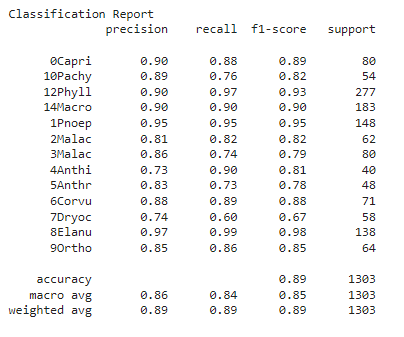 Classification Report
precision recall f1-score support
0Capri 0.90 0.88 0.89 80
10Pachy 0.89 0.76 0.82 54
12Phyll 0.90 0.97 0.93 277
14Macro 0.90 0.90 0.90 183
1Pnoep 0.95 0.95 0.95 148
2Malac 0.81 0.82 0.82 62
3Malac 0.86 0.74 0.79 80
4Anthi 0.73 0.90 0.81 40
5Anthr 0.83 0.73 0.78 48
6Corvu 0.88 0.89 0.88 71
7Dryoc 0.74 0.60 0.67 58
8Elanu 0.97 0.99 0.98 138
9Ortho 0.85 0.86 0.85 64
accuracy 0.89 1303
macro avg 0.86 0.84 0.85 1303
weighted avg 0.89 0.89 0.89 1303